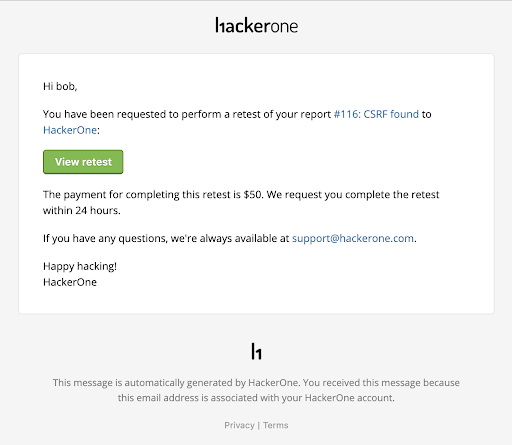 hackerone
Hi bob,
You have been requested to perform a retest of your report #116: CSRF found to
HackerOne:
View retest
The payment for completing this retest is $50. We request you complete the retest
within 24 hours.
If you have any questions, we're always available at support@hackerone.com.
Happy hacking!
HackerOne
h1
This message is automatically generated by HackerOne. You received this message because
this email address is associated with your HackerOne account.
Privacy | Terms